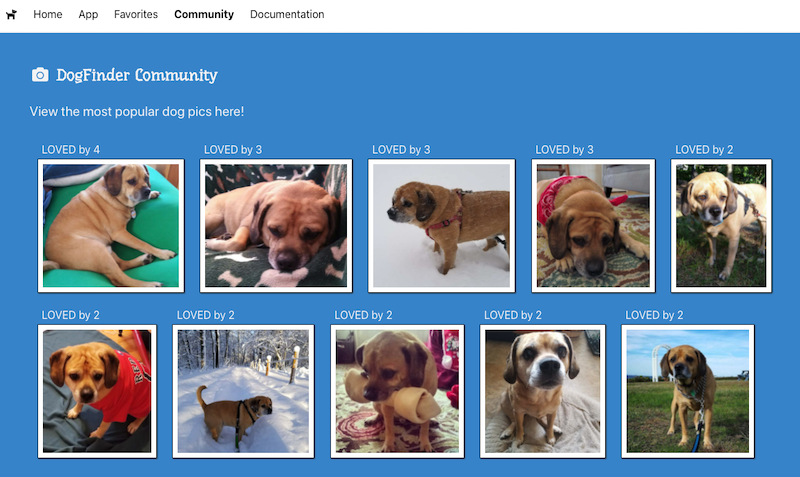 Home App Favorites Community Documentation
DogFinder Community
View the most popular dog pics here!
LOVED by 4 LOVED by 3 LOVED by 3 LOVED by 3 LOVED by 2
LOVED by 2 LOVED by 2 LOVED by 2 LOVED by 2 LOVED by 2